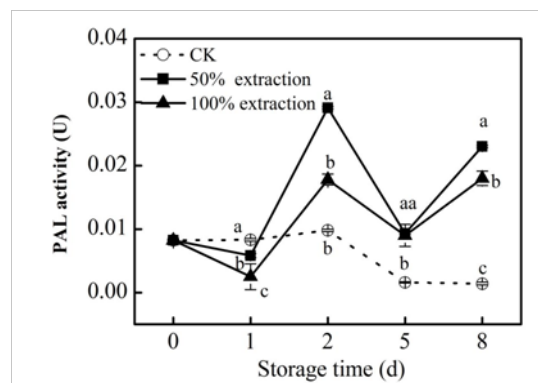 0.04
CK
50% extraction
100% extraction
0.03
0.02
0.01
0.00
PAL activity (U)
a
a
b
b
a
aa
b
c
b
b
c
0
1
2
5
8
Storage time (d)